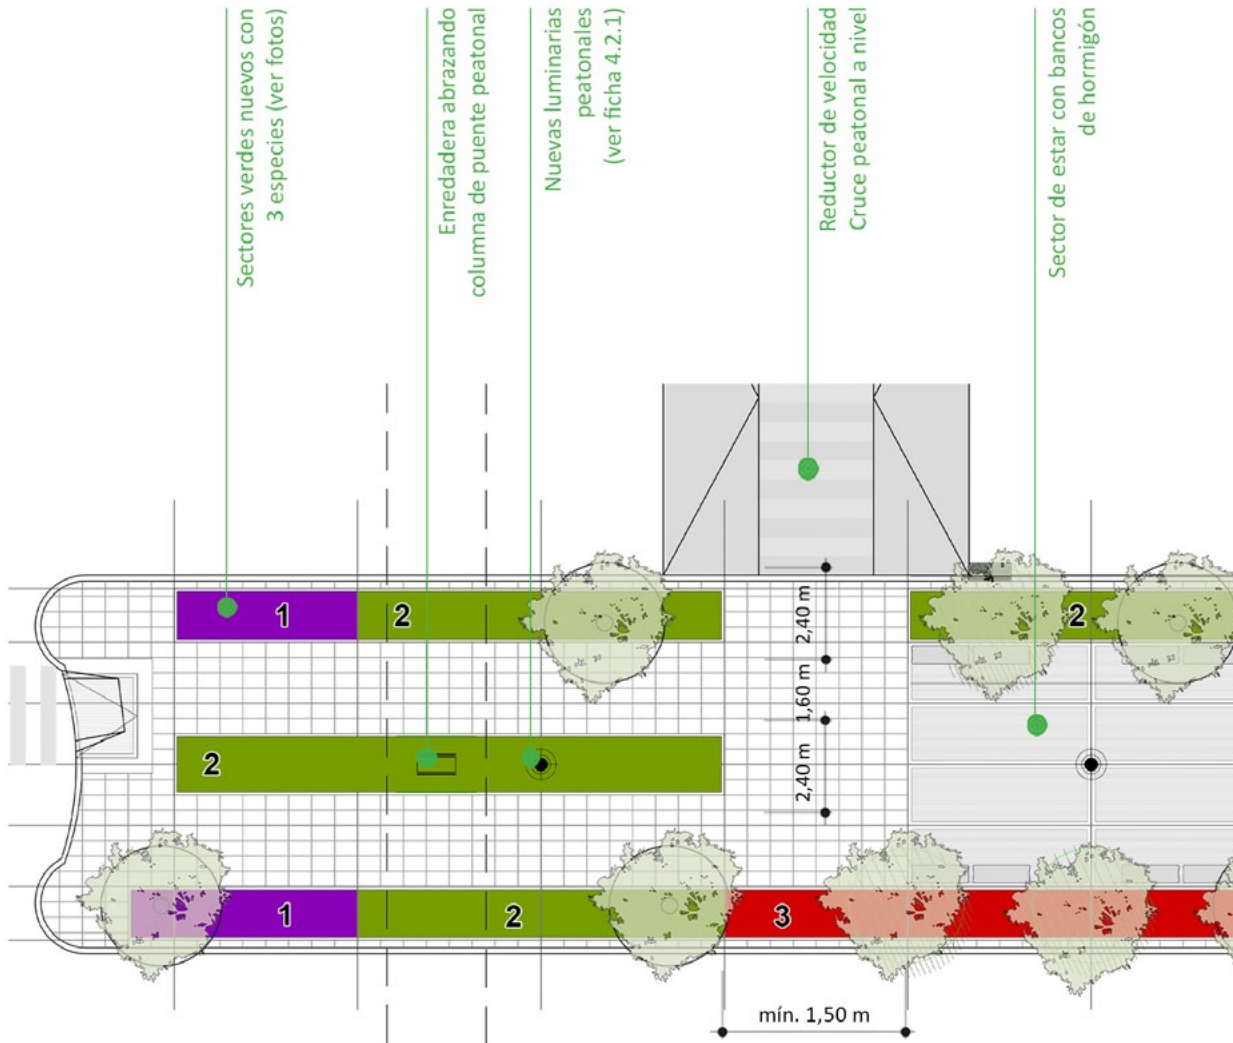 Sectores verdes nuevos con
3 especies (ver fotos)
Enredadera abrazando
columna de puente peatonal
Nuevas luminarias
peatonales
(ver ficha 4.2.1)
Reductor de velocidad
Cruce peatonal a nivel
Sector de estar con bancos
de hormigón
1
2
2
2,40 m
1,60 m
2,40 m
2
1
2
3
mín. 1,50 m